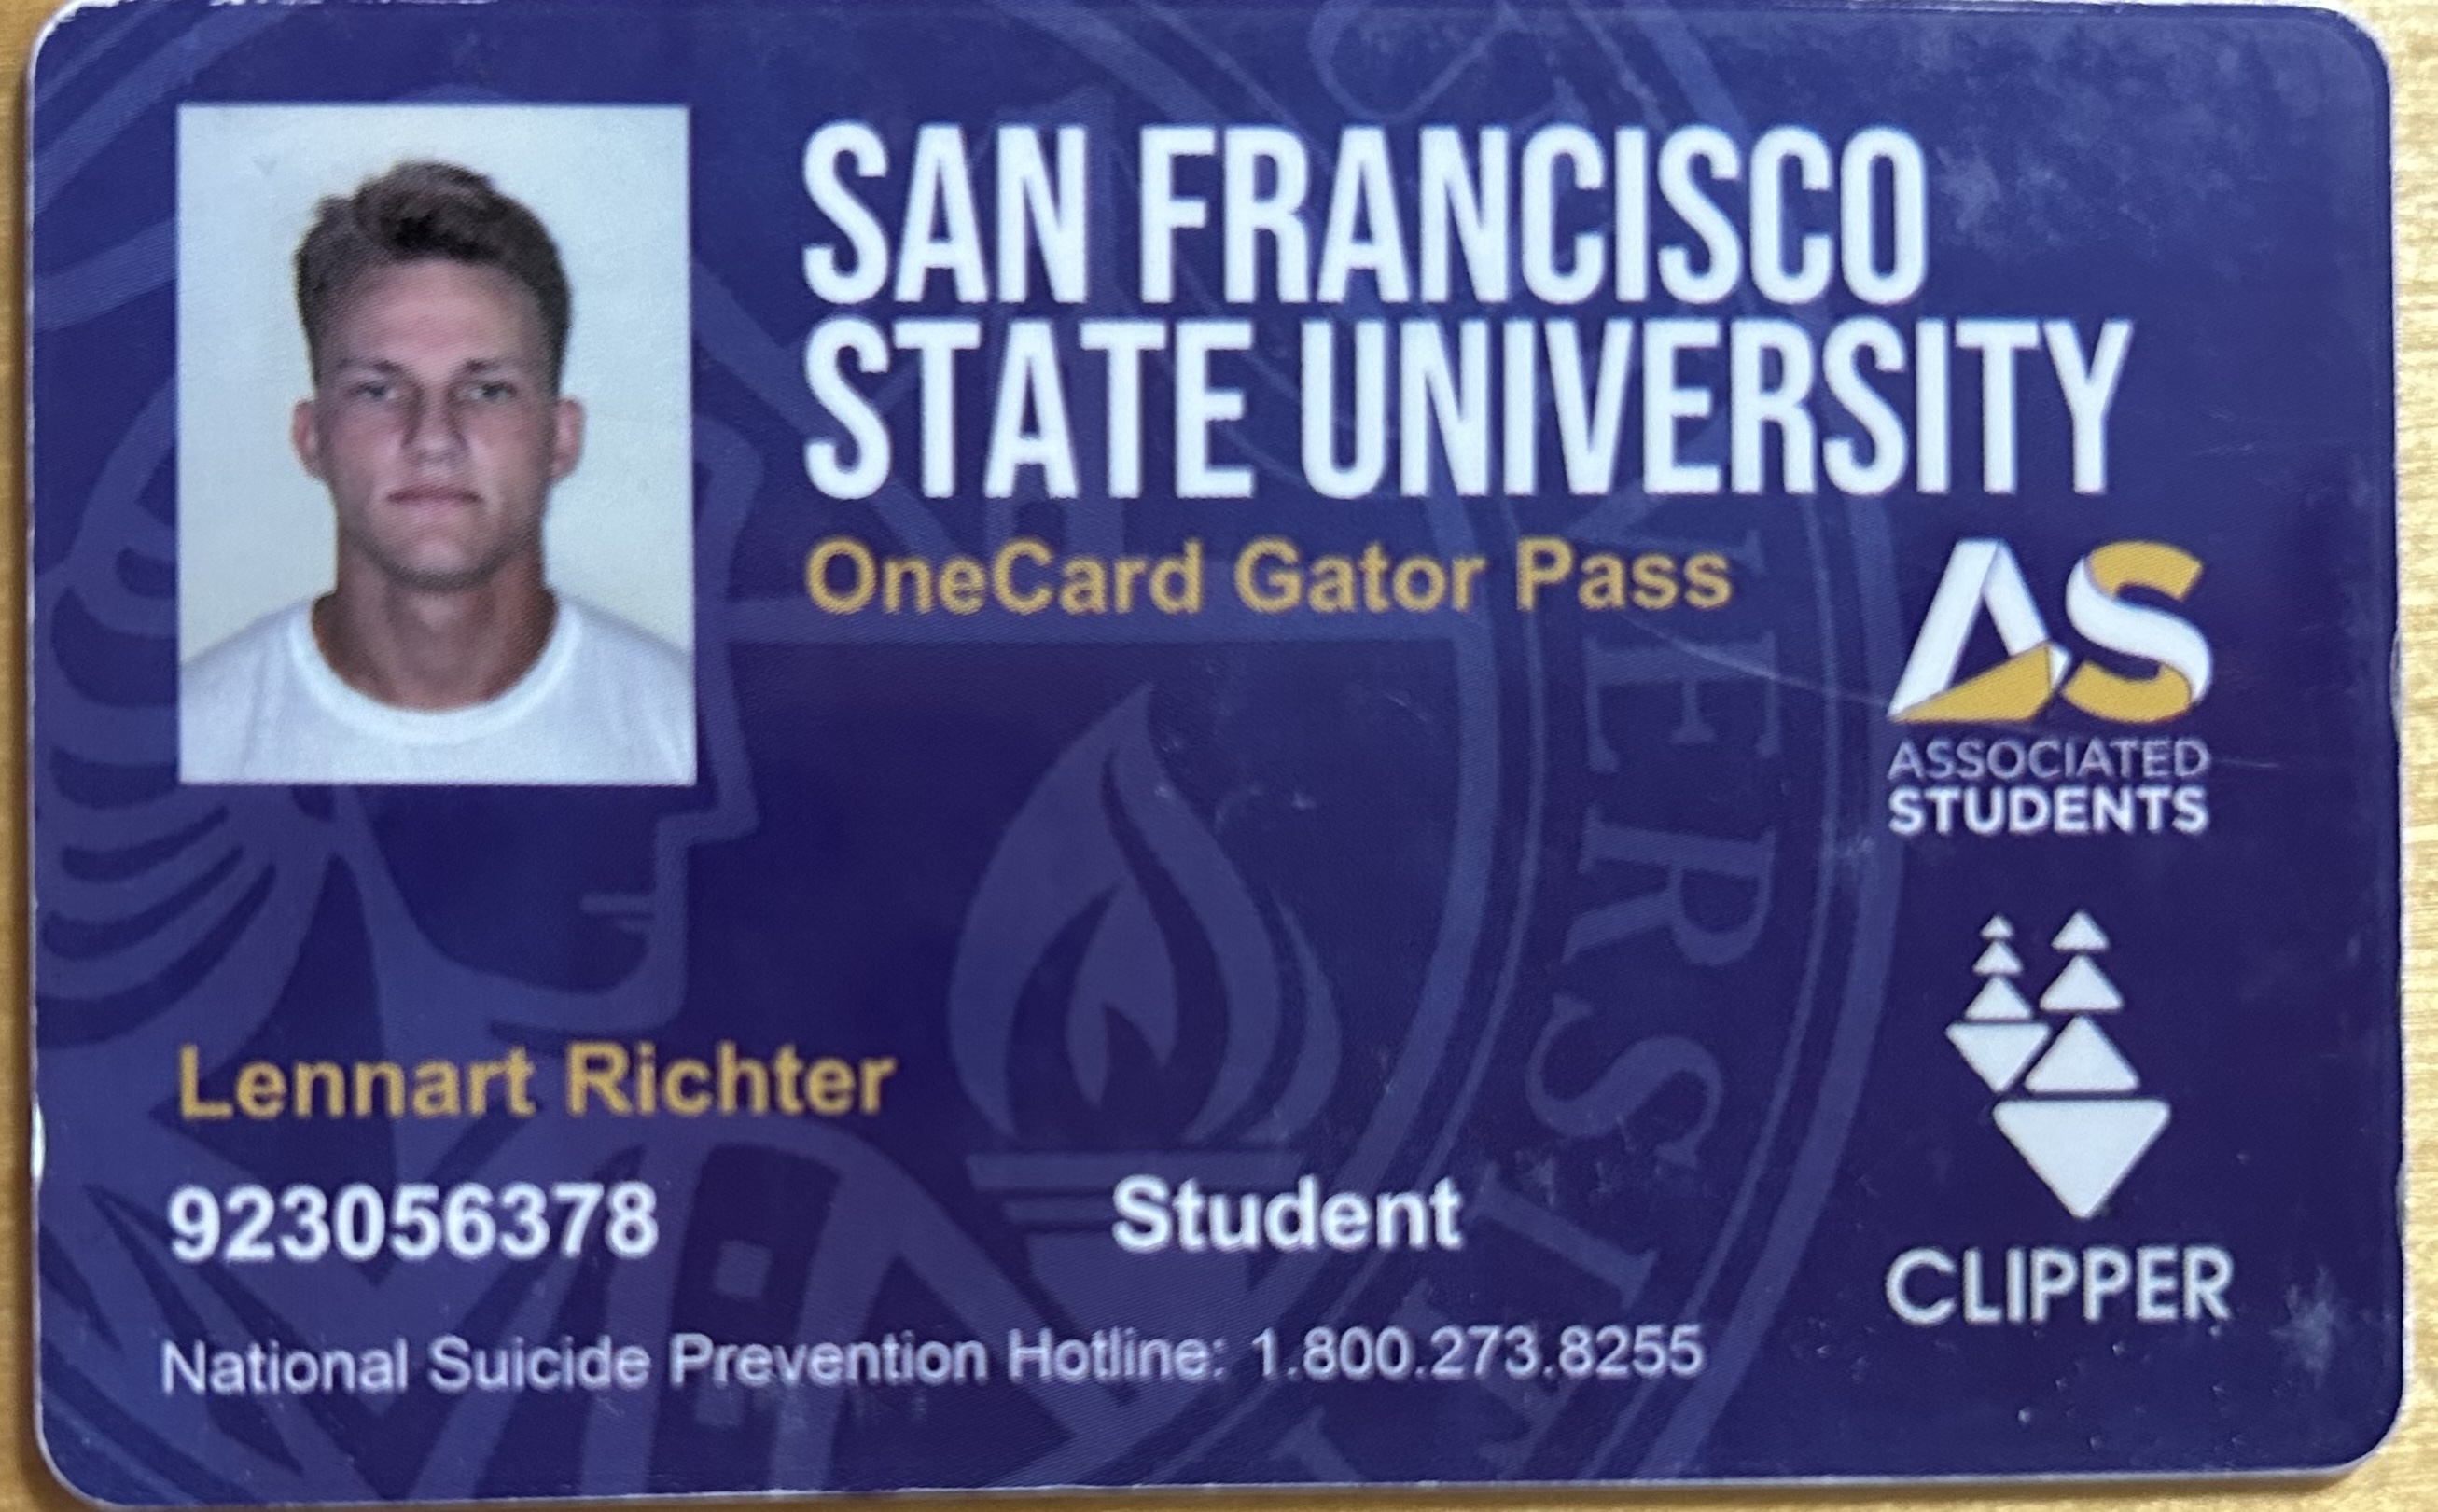 SAN FRANCISCO
STATE UNIVERSITY
OneCard Gator Pass
AS
ASSOCIATED
STUDENTS
Lennart Richter
923056378
Student
CLIPPER
National Suicide Prevention Hotline: 1.800.273.8255